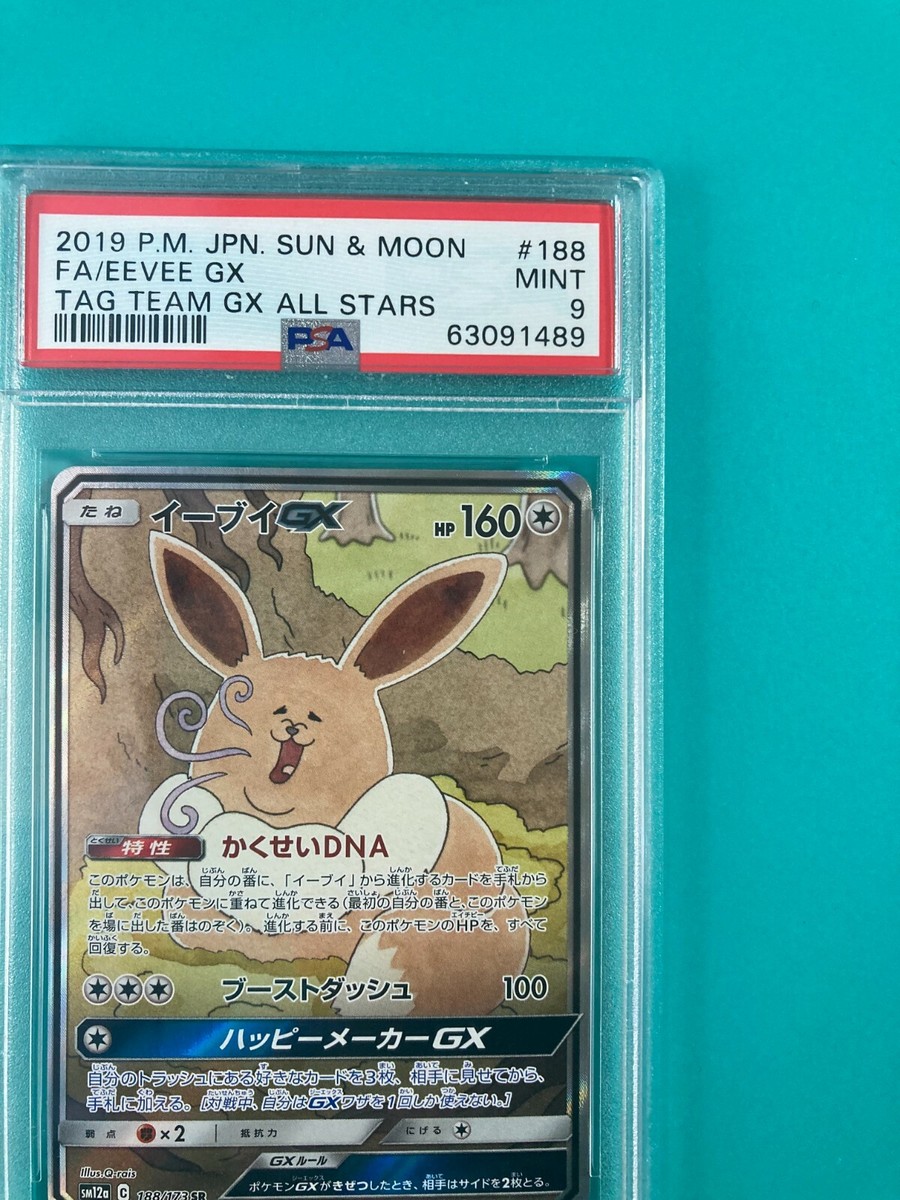 2019 P.M. JPN. SUN & MOON #188
FA/EEVEE GX MINT
TAG TEAM GX ALL STARS 9
PSA 63091489
たね イーブイGX HP 160
とくせい 特性 かくせいDNA
このポケモンは、自分の番に、「イーブイ」から進化するカードを手札から
出して、このポケモンに重ねて進化できる(最初の自分の番と、このポケモン
を場に出した番はのぞく)。進化する前に、このポケモンのHPを、すべて
回復する。
ブーストダッシュ 100
ハッピーメーカーGX
自分のトラッシュにある好きなカードを3枚、相手に見せてから、
手札に加える。[対戦中、自分はGXワザを1回しか使えない。]
弱点 ×2 抵抗力 にげる
Illus. Q-rais
GXルール
sm12a C 188/173 SR
ポケモンGXがきぜつしたとき、相手はサイドを2枚とる。